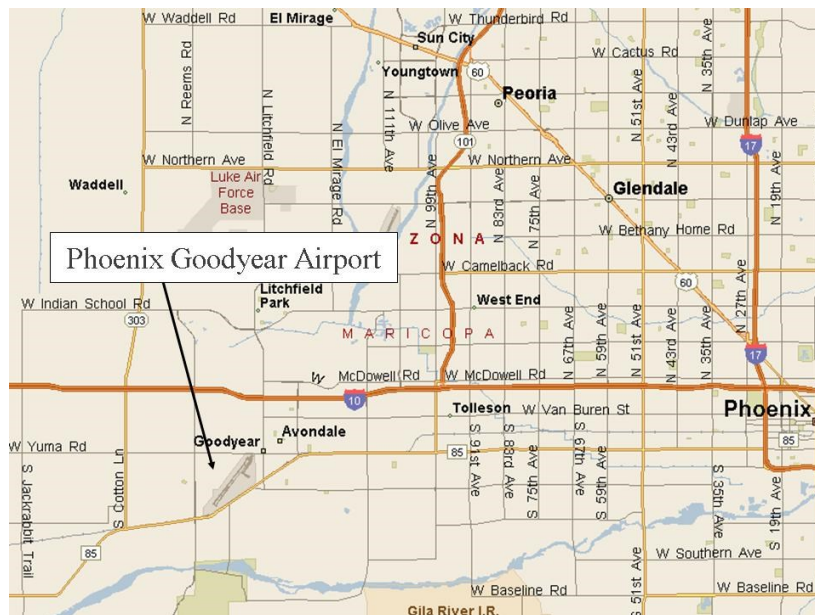 W Waddell Rd
El Mirage
W Thunderbird Rd
Sun City
W Cactus Rd
Youngtown
60
Peoria
N Reems Rd
N Litchfield Rd
N El Mirage Rd
N 111th Ave
N 51st Ave
N 43rd Ave
N 35th Ave
W Olive Ave
W Dunlap Ave
101
17
W Northern Ave
W Northern Ave
Luke Air
Force
Base
Waddell
N 99th Ave
N 83rd Ave
N 75th Ave
Glendale
N 19th Ave
ZONA
W Bethany Home Rd
Phoenix Goodyear Airport
W Camelback Rd
60
Litchfield
Park
W Indian School Rd
West End
N 27th Ave
303
MARICOPA
N 67th Ave
N 59th Ave
N 51st Ave
N 43rd Ave
N 35th Ave
17
W McDowell Rd
W McDowell Rd
10
Tolleson
W Van Buren St
Phoenix
Avondale
Goodyear
W Yuma Rd
85
85
S Jackrabbit Trail
S Cotton Ln
S 91st Ave
S 83rd Ave
S 75th Ave
S 67th Ave
S 59th Ave
S 35th Ave
S 19th Ave
85
W Southern Ave
W Baseline Rd
S 51st Ave
W Baseline Rd
Gila River I.R.